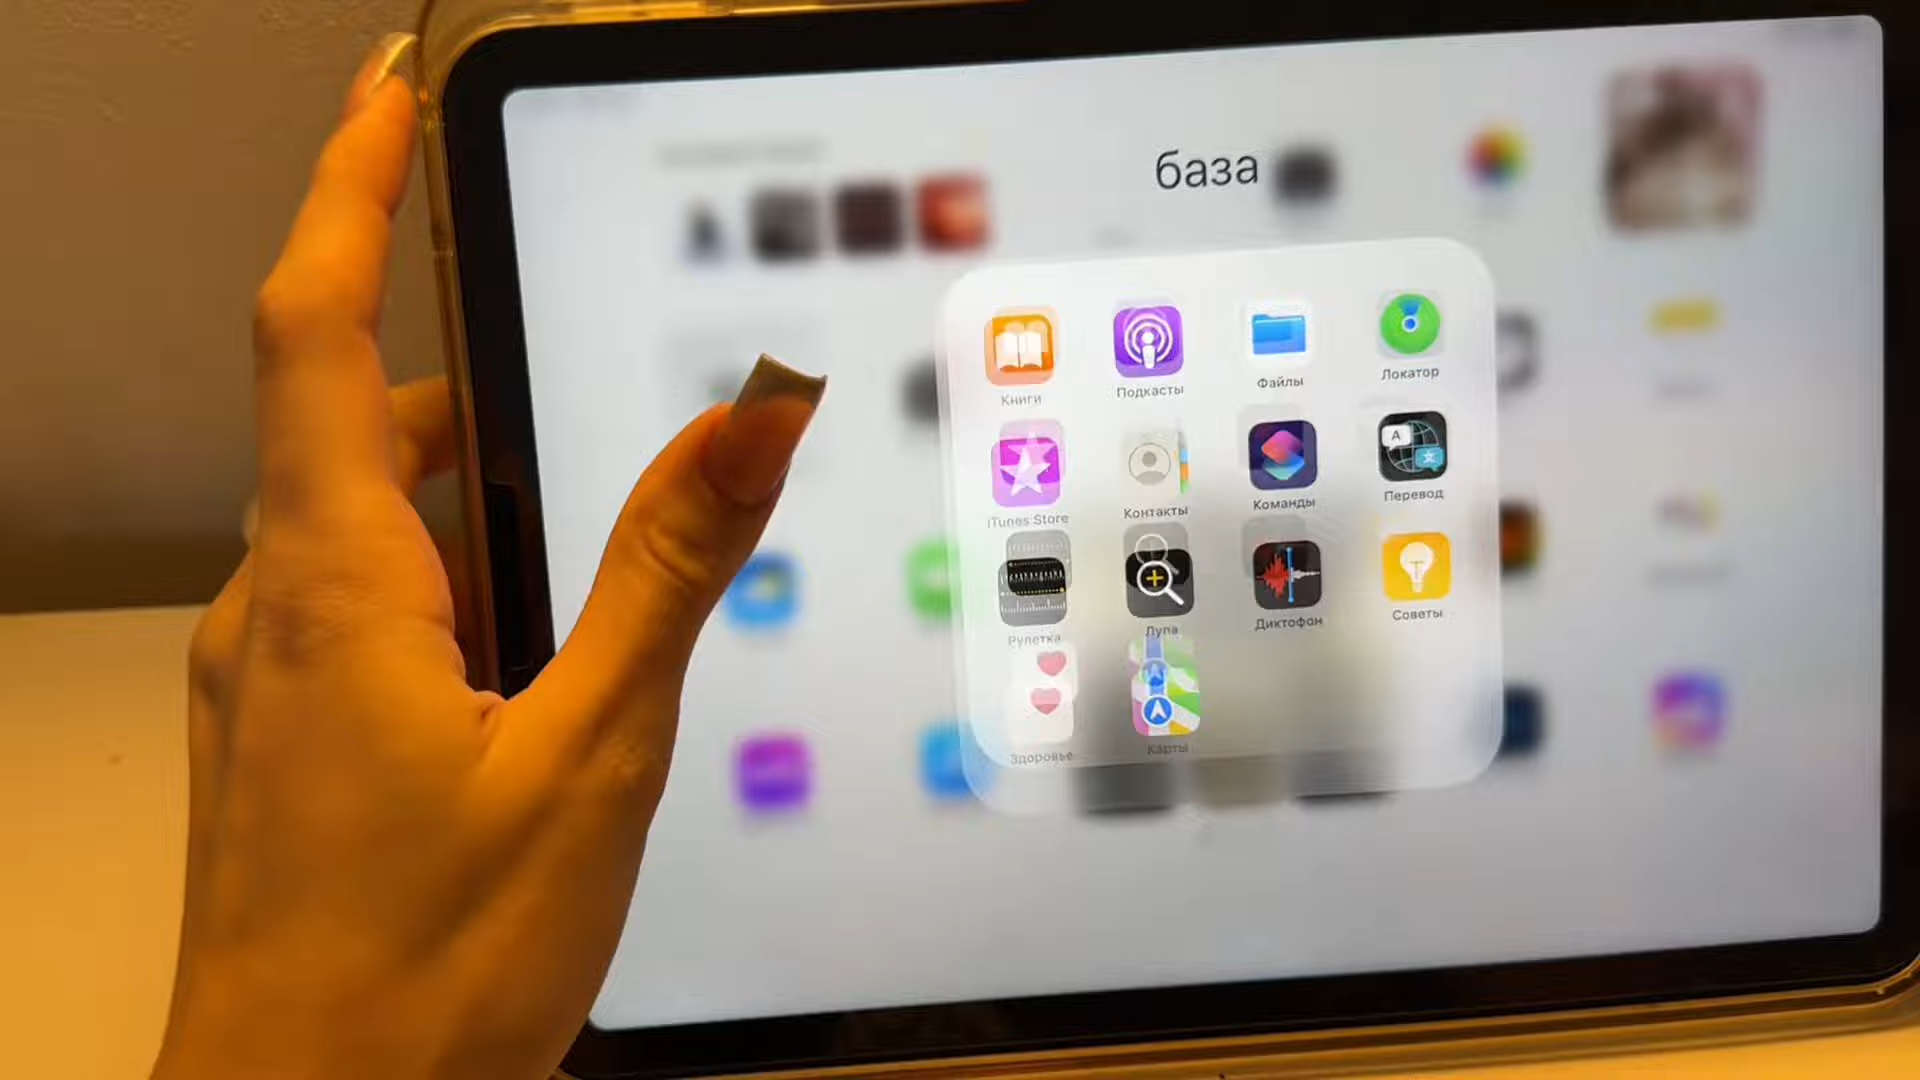 база
Книги
Подкасты
Файлы
Локатор
iTunes Store
Контакты
Команды
Перевод
Рулетка
Лупа
Диктофон
Советы
Здоровье
Карты